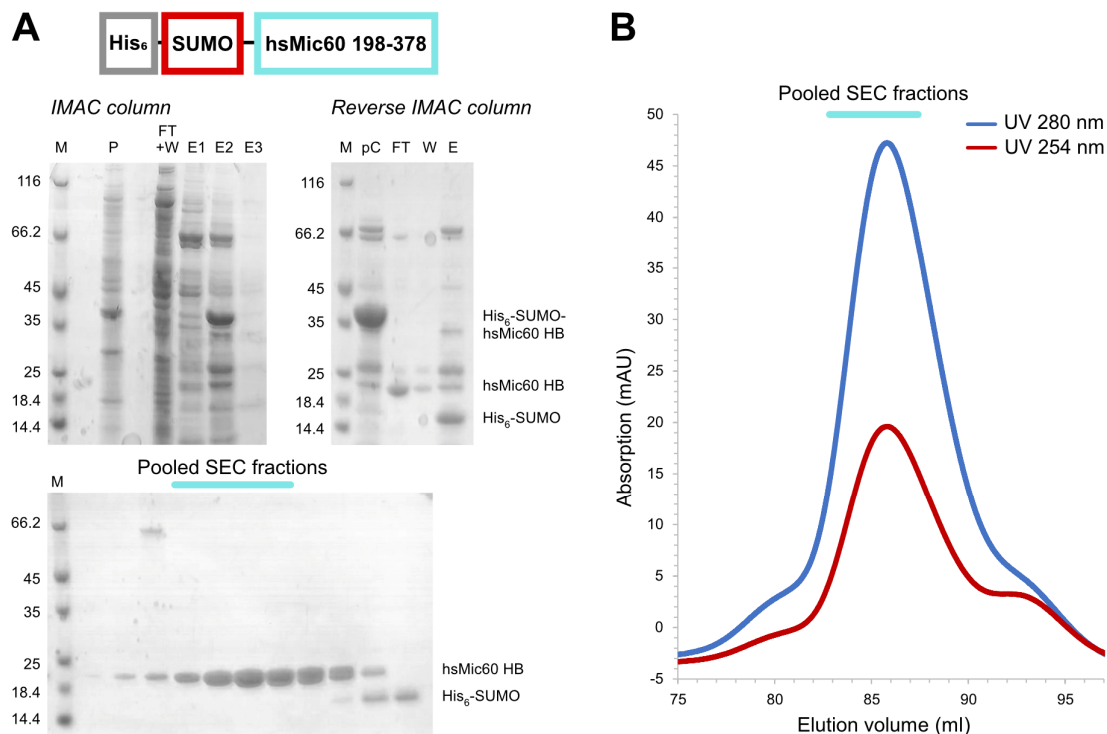 A
His₆ SUMO hsMic60 198-378
IMAC column
M P FT +W E1 E2 E3
116
66.2
45
35
25
18.4
14.4
Reverse IMAC column
M pC FT W E
116
66.2
45
35
25
18.4
14.4
His₆-SUMO-
hsMic60 HB
hsMic60 HB
His₆-SUMO
Pooled SEC fractions
M
66.2
45
35
25
18.4
14.4
hsMic60 HB
His₆-SUMO
B
Pooled SEC fractions
UV 280 nm
UV 254 nm
Absorption (mAU)
50
45
40
35
30
25
20
15
10
5
0
-5
75 80 85 90 95
Elution volume (ml)